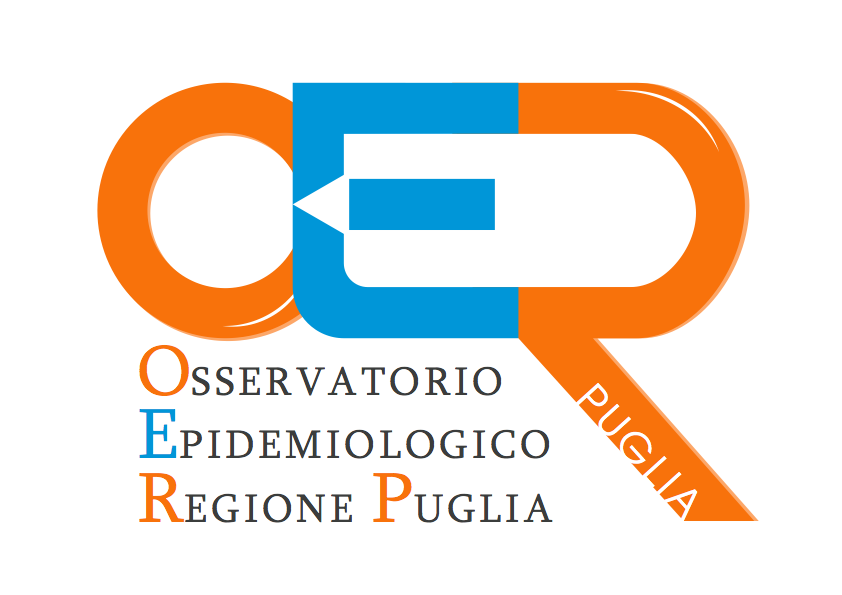 OER
PUGLIA
OSSERVATORIO
EPIDEMIOLOGICO
REGIONE PUGLIA